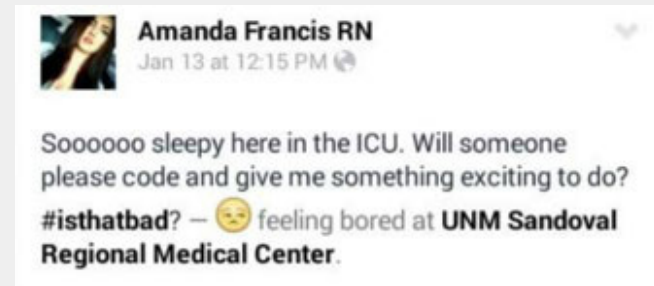 Amanda Francis RN
Jan 13 at 12:15 PM
Soooooo sleepy here in the ICU. Will someone
please code and give me something exciting to do?
#isthatbad? — feeling bored at UNM Sandoval
Regional Medical Center.